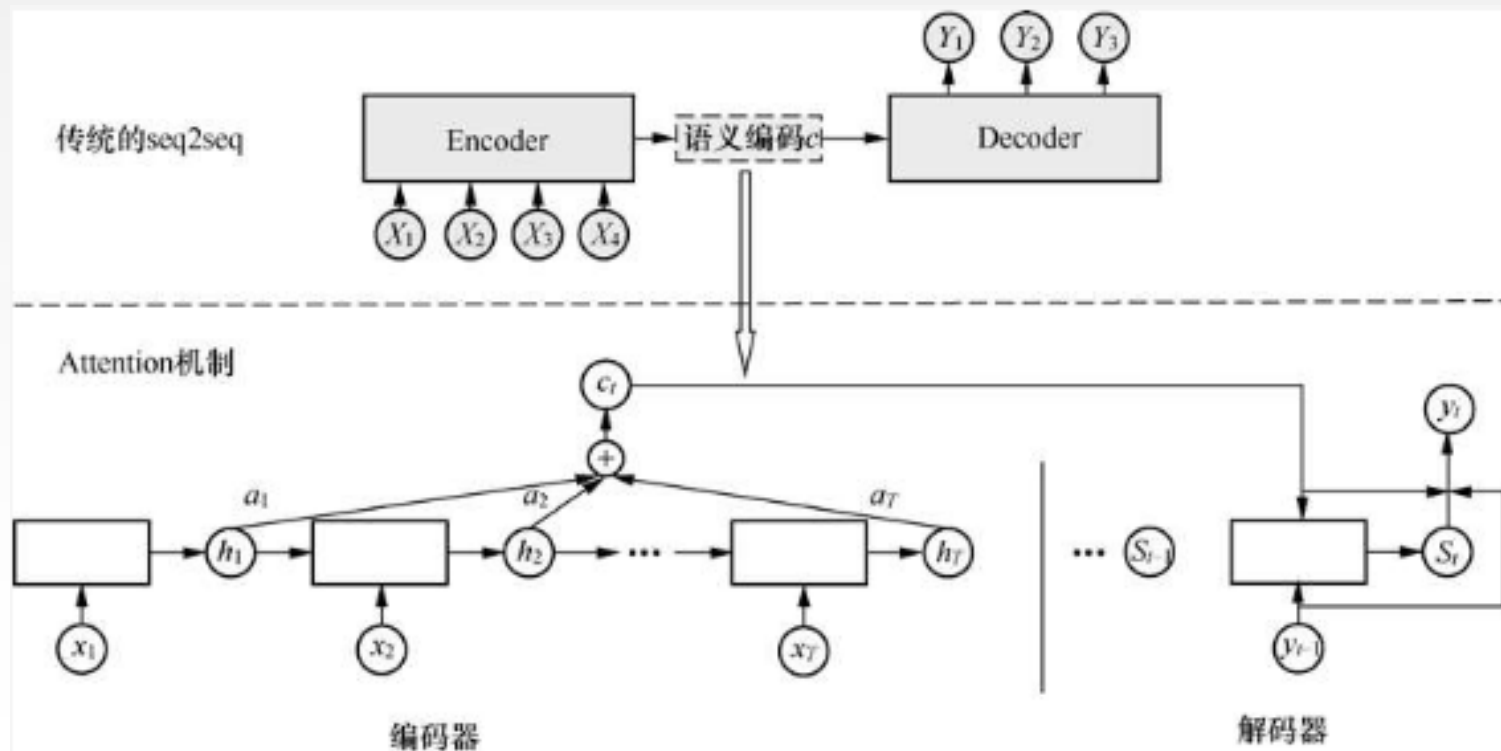 Y1 Y2 Y3
传统的seq2seq
Encoder
语义编码c
Decoder
X1 X2 X3 X4
Attention机制
ct
yt
+
a1 a2 aT
h1 h2 … hT … St-1 St
x1 x2 xT yt-1
编码器
解码器